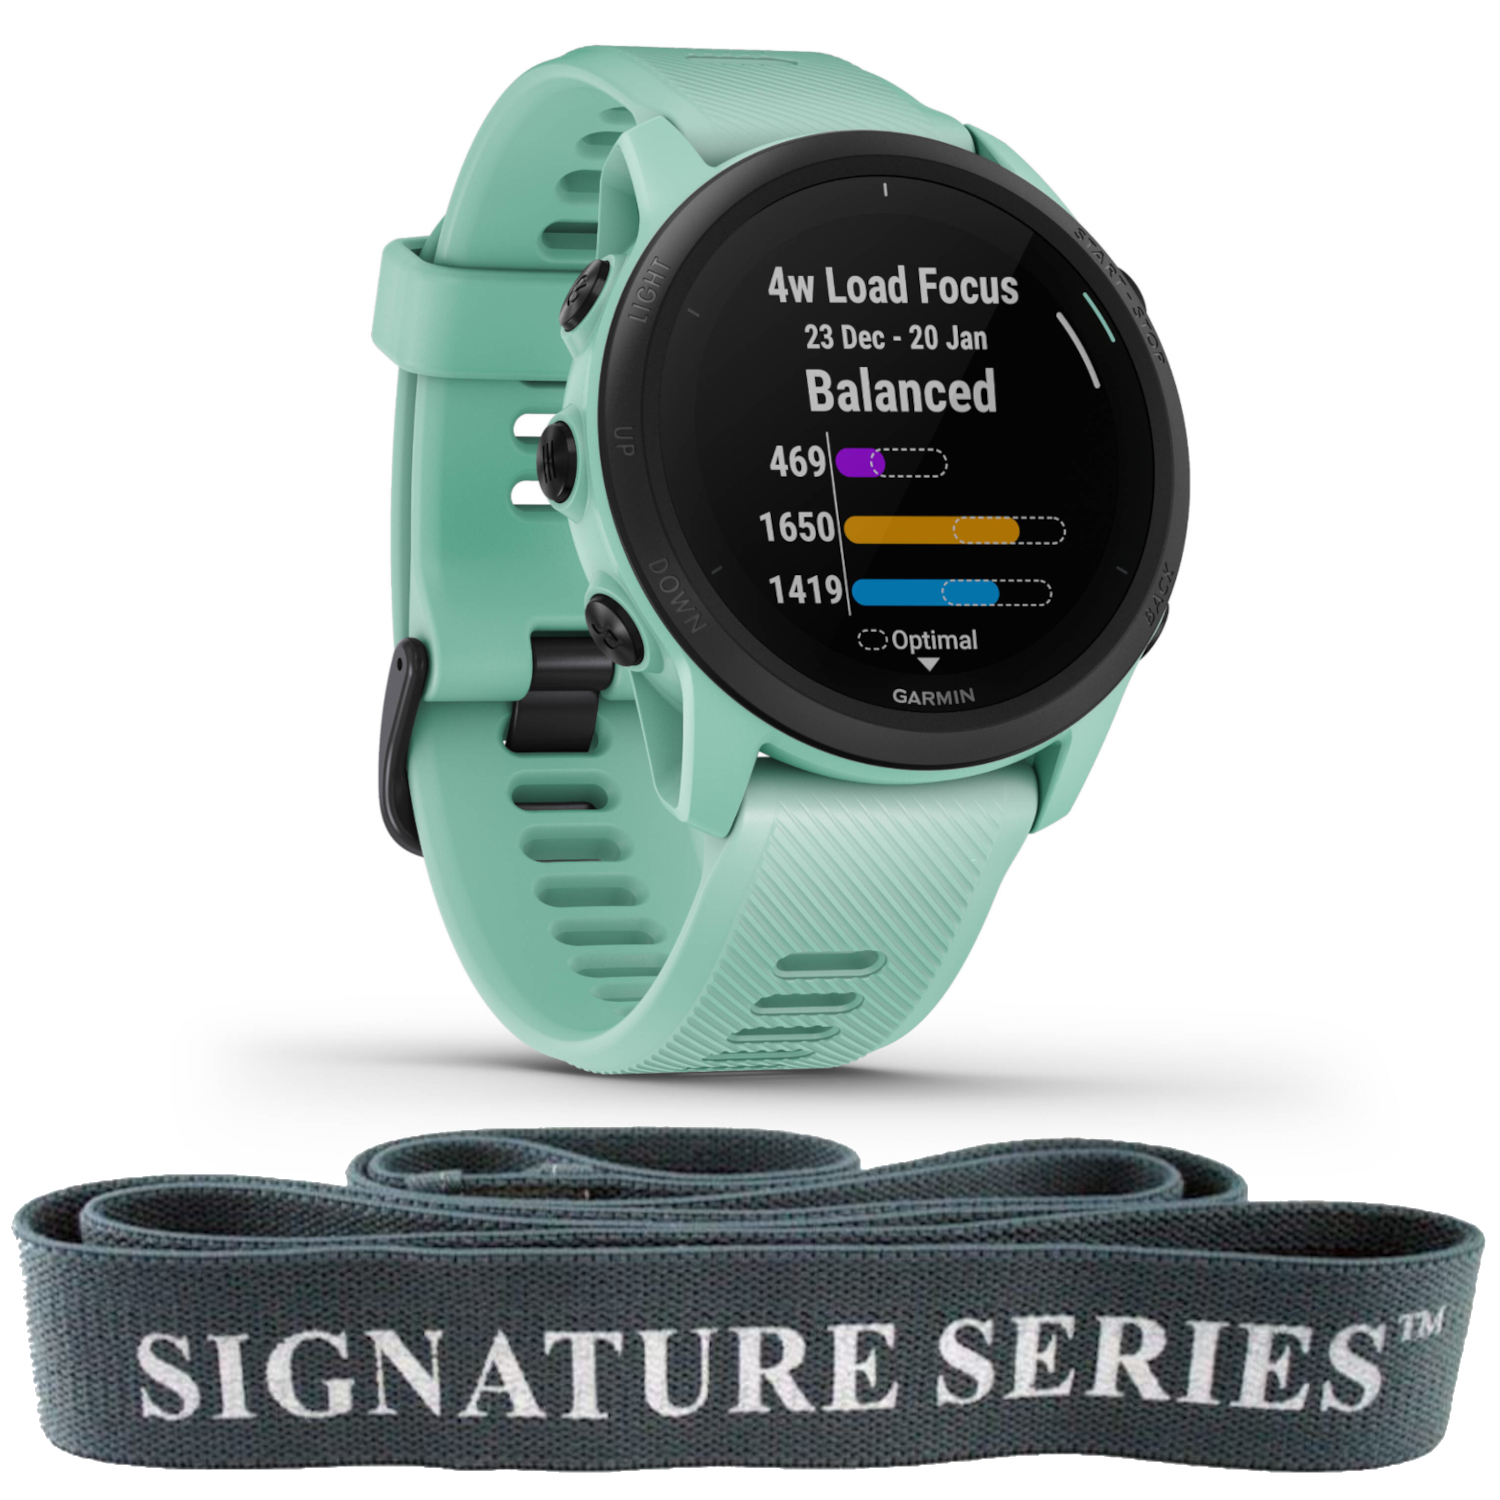 LIGHT
START · STOP
4w Load Focus
23 Dec - 20 Jan
Balanced
469
UP
1650
1419
DOWN
BACK
Optimal
GARMIN
SIGNATURE SERIES™